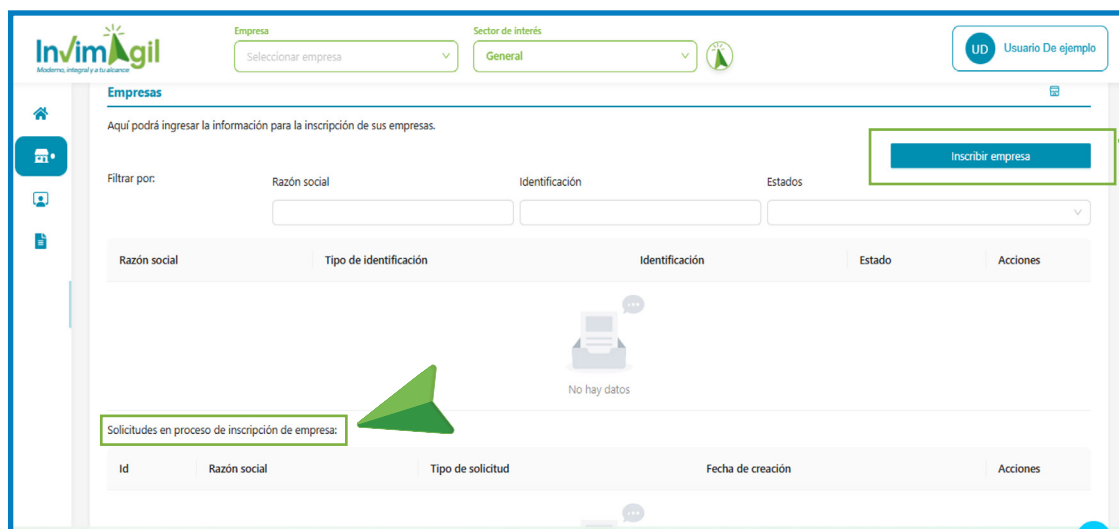 InvimÁgil
Moderno, integral y a tu alcance
Empresa
Seleccionar empresa
Sector de interés
General
UD Usuario De ejemplo
Empresas
Aquí podrá ingresar la información para la inscripción de sus empresas.
Inscribir empresa
Filtrar por: Razón social Identificación Estados
Razón social Tipo de identificación Identificación Estado Acciones
No hay datos
Solicitudes en proceso de inscripción de empresa:
Id Razón social Tipo de solicitud Fecha de creación Acciones